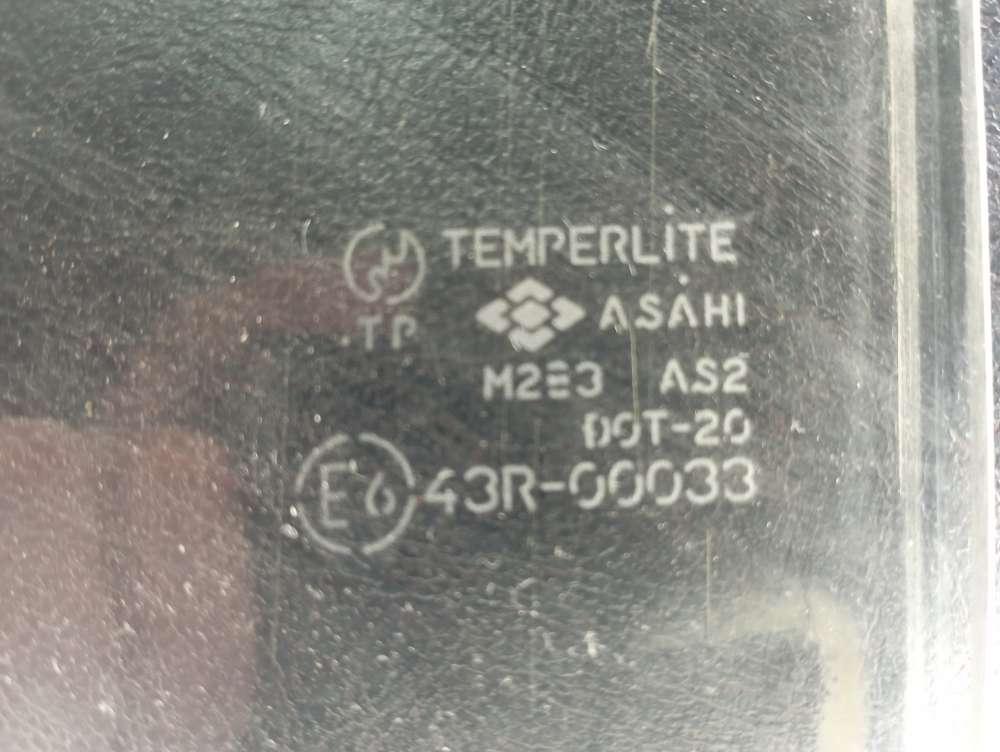 TEMPERLITE
TP
ASAHI
M2E3 AS2
DOT-20
E6 43R-00033